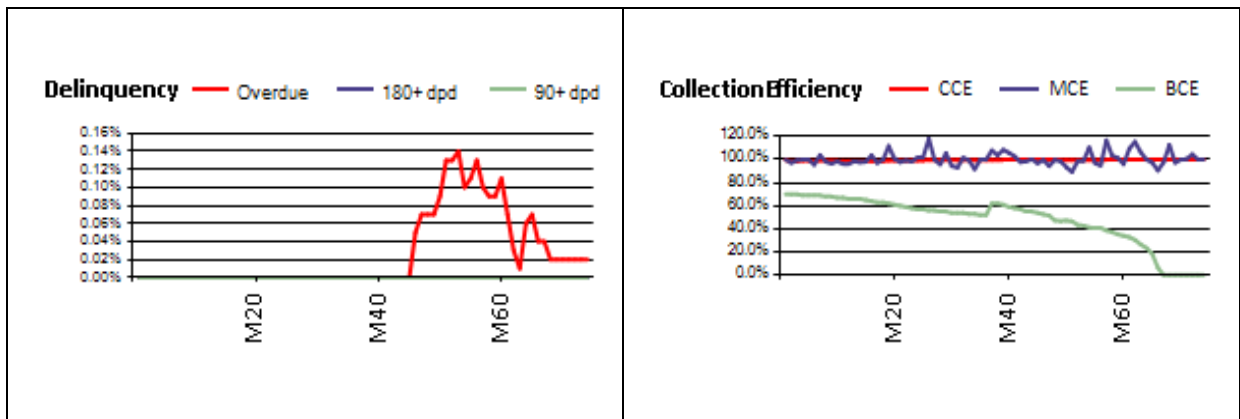 Delinquency Overdue 180+ dpd 90+ dpd
0.16%
0.14%
0.12%
0.10%
0.08%
0.06%
0.04%
0.02%
0.00%
M20
M40
M60
Collection Efficiency CCE MCE BCE
120.0%
100.0%
80.0%
60.0%
40.0%
20.0%
0.0%
M20
M40
M60